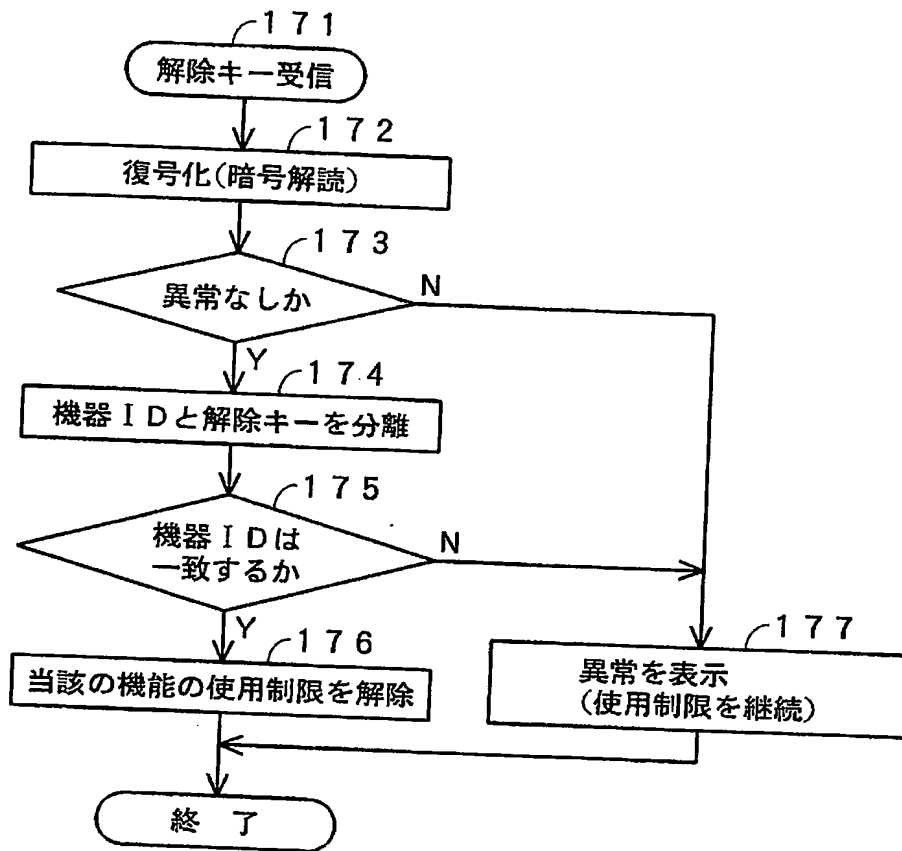 171
解除キー受信
172
復号化(暗号解読)
173
異常なしか
N
Y
174
機器IDと解除キーを分離
175
機器IDは
一致するか
N
Y
176
当該の機能の使用制限を解除
177
異常を表示
(使用制限を継続)
終了